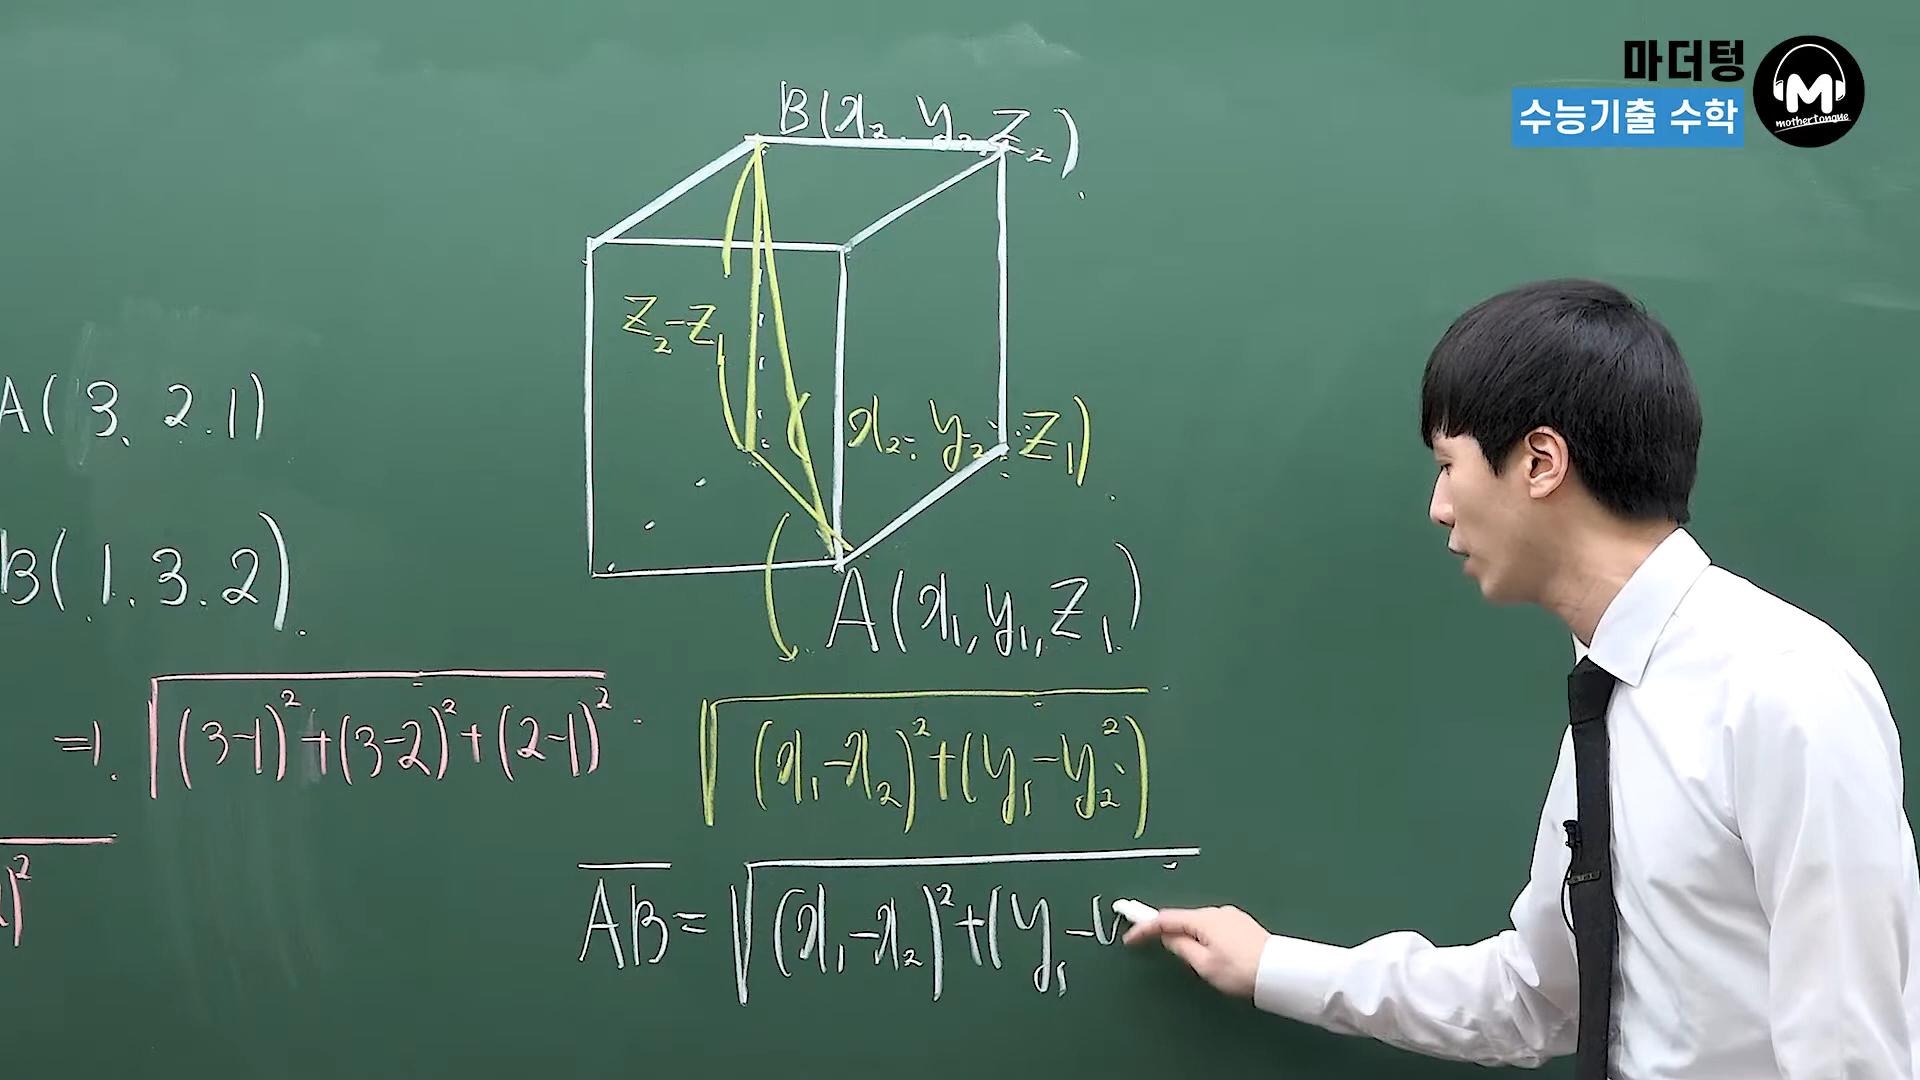 마더텅
수능기출 수학
M
mothertongue
B(x₂, y₂, z₂)
z₂-z₁
(x₂, y₂, z₁)
A(3, 2, 1)
B(1, 3, 2)
A(x₁, y₁, z₁)
⇒ √((3-1)²+(3-2)²+(2-1)²)
√((x₁-x₂)²+(y₁-y₂)²)
)²
AB = √((x₁-x₂)²+(y₁-